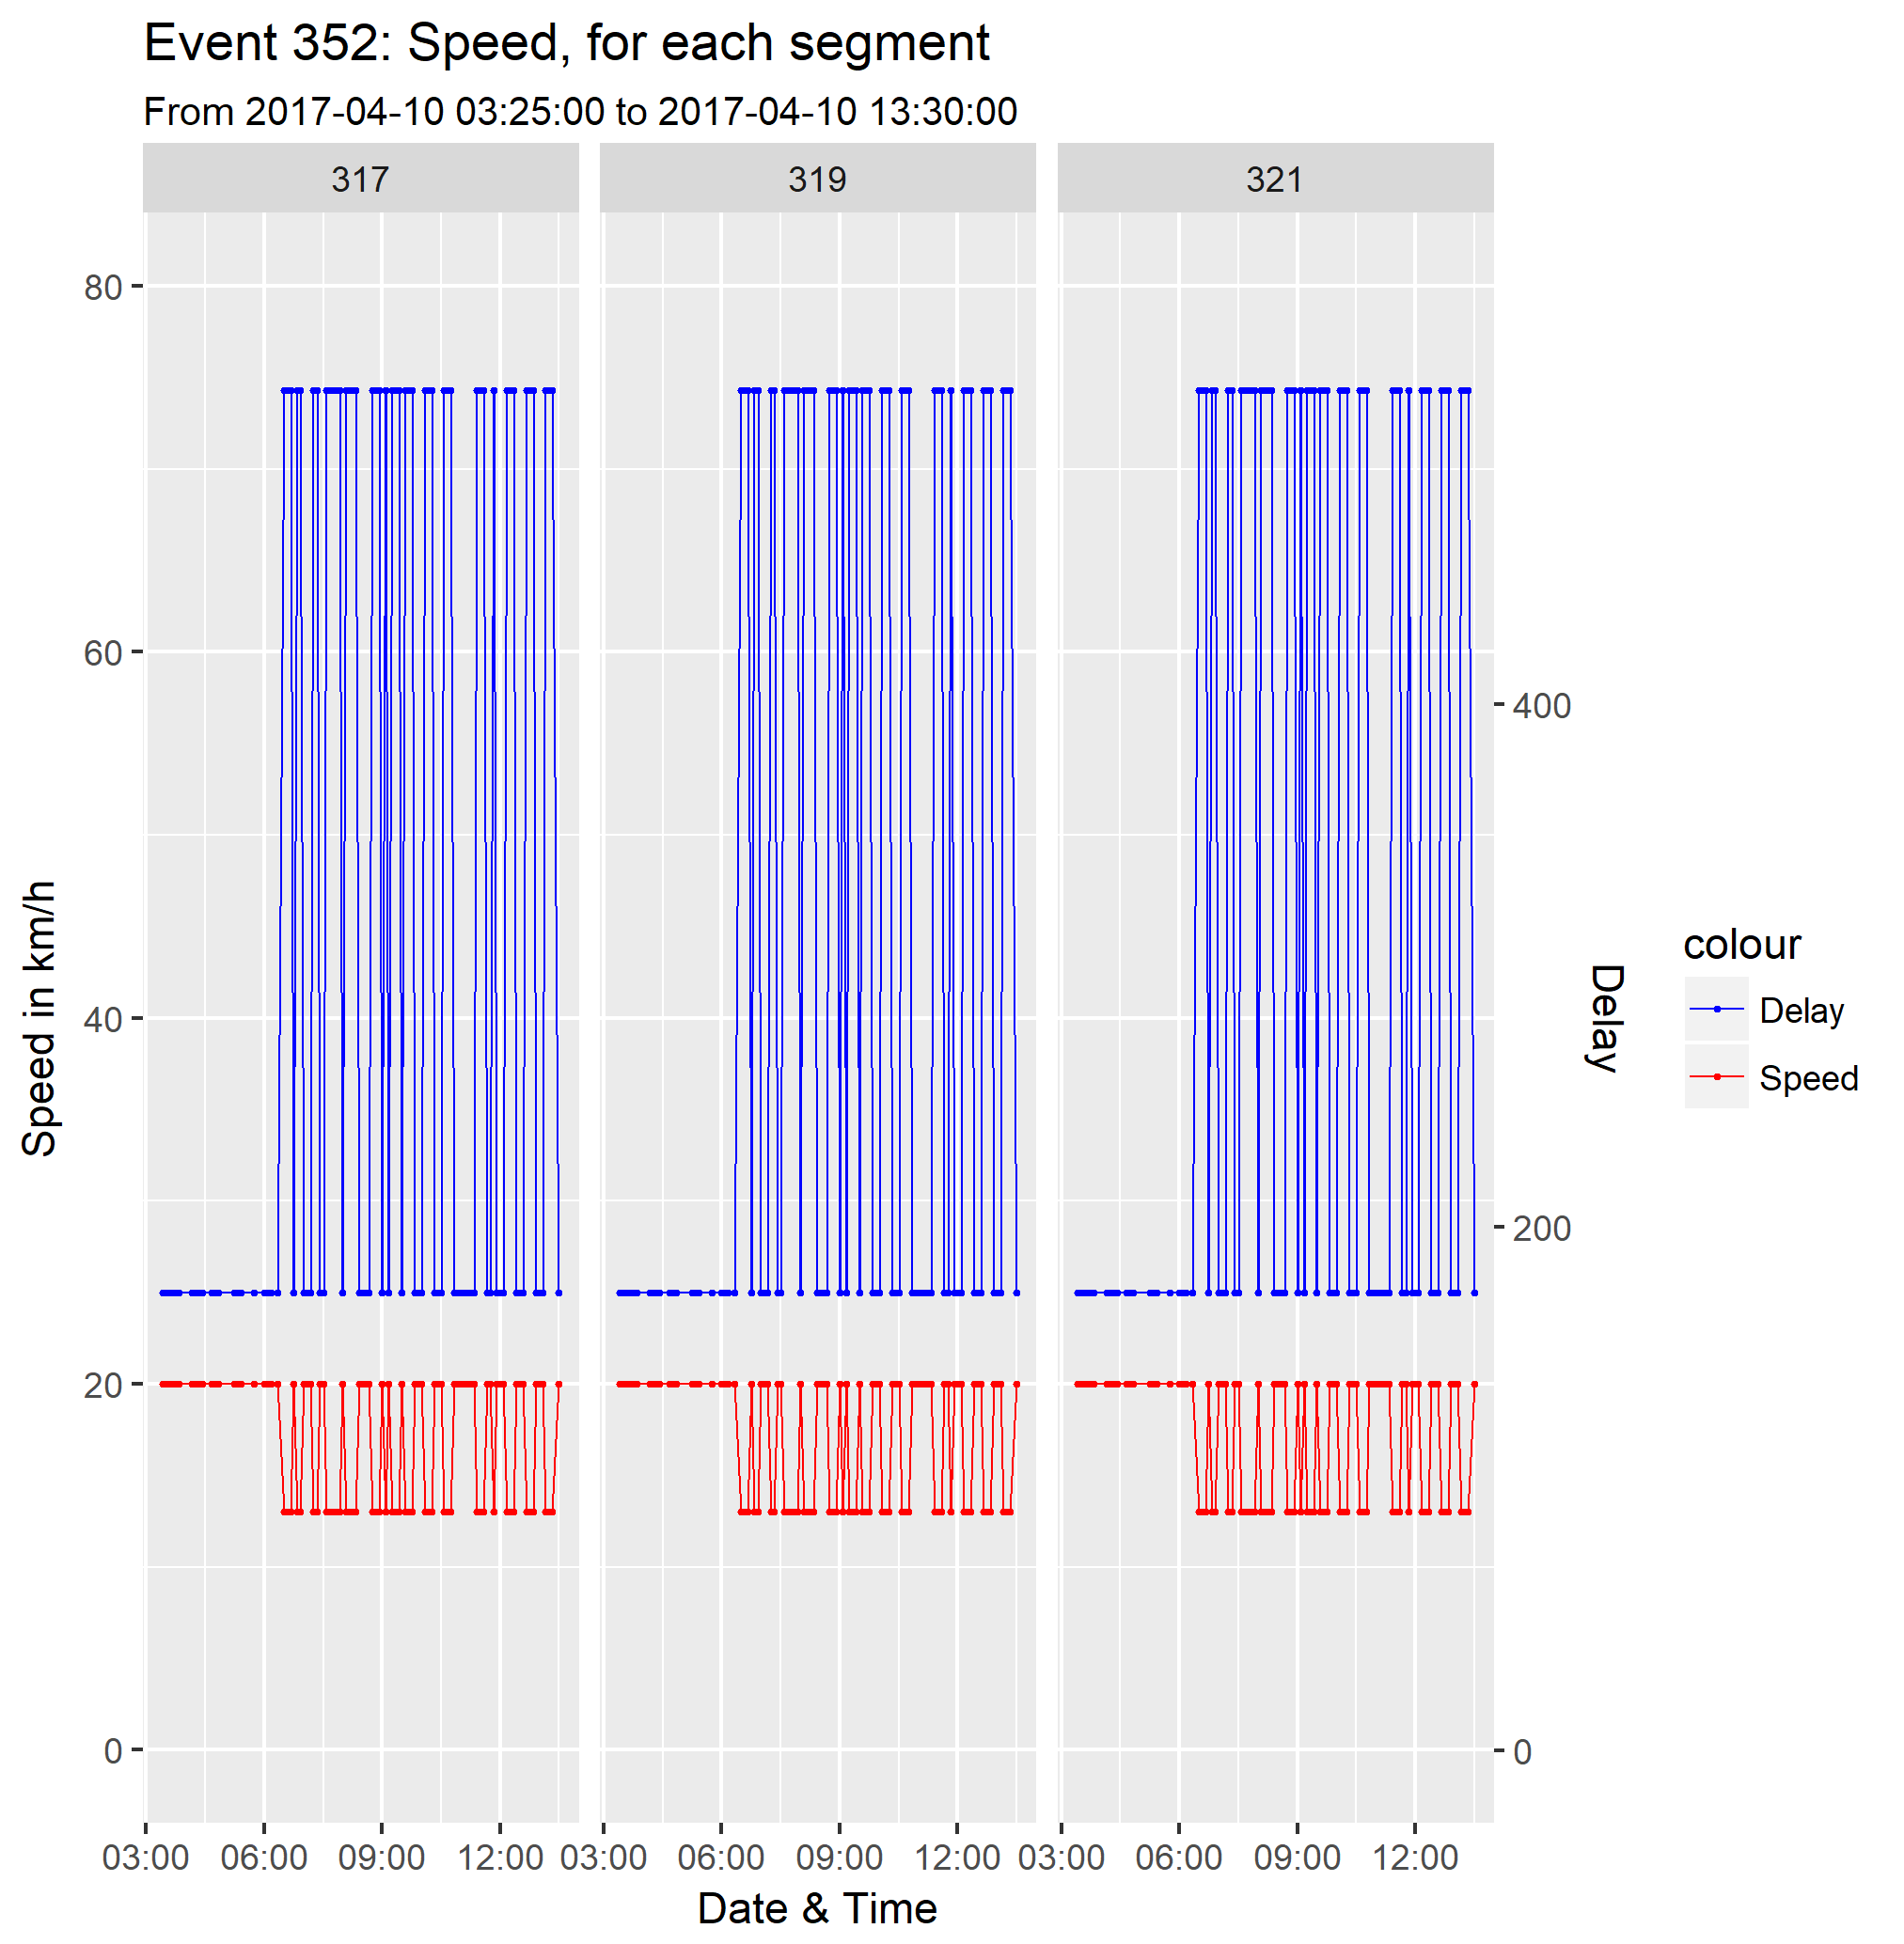 Event 352: Speed, for each segment
From 2017-04-10 03:25:00 to 2017-04-10 13:30:00
317 319 321
80
60
40
20
0
Speed in km/h
400
200
0
Delay
colour
Delay
Speed
03:00 06:00 09:00 12:00 03:00 06:00 09:00 12:00 03:00 06:00 09:00 12:00
Date & Time